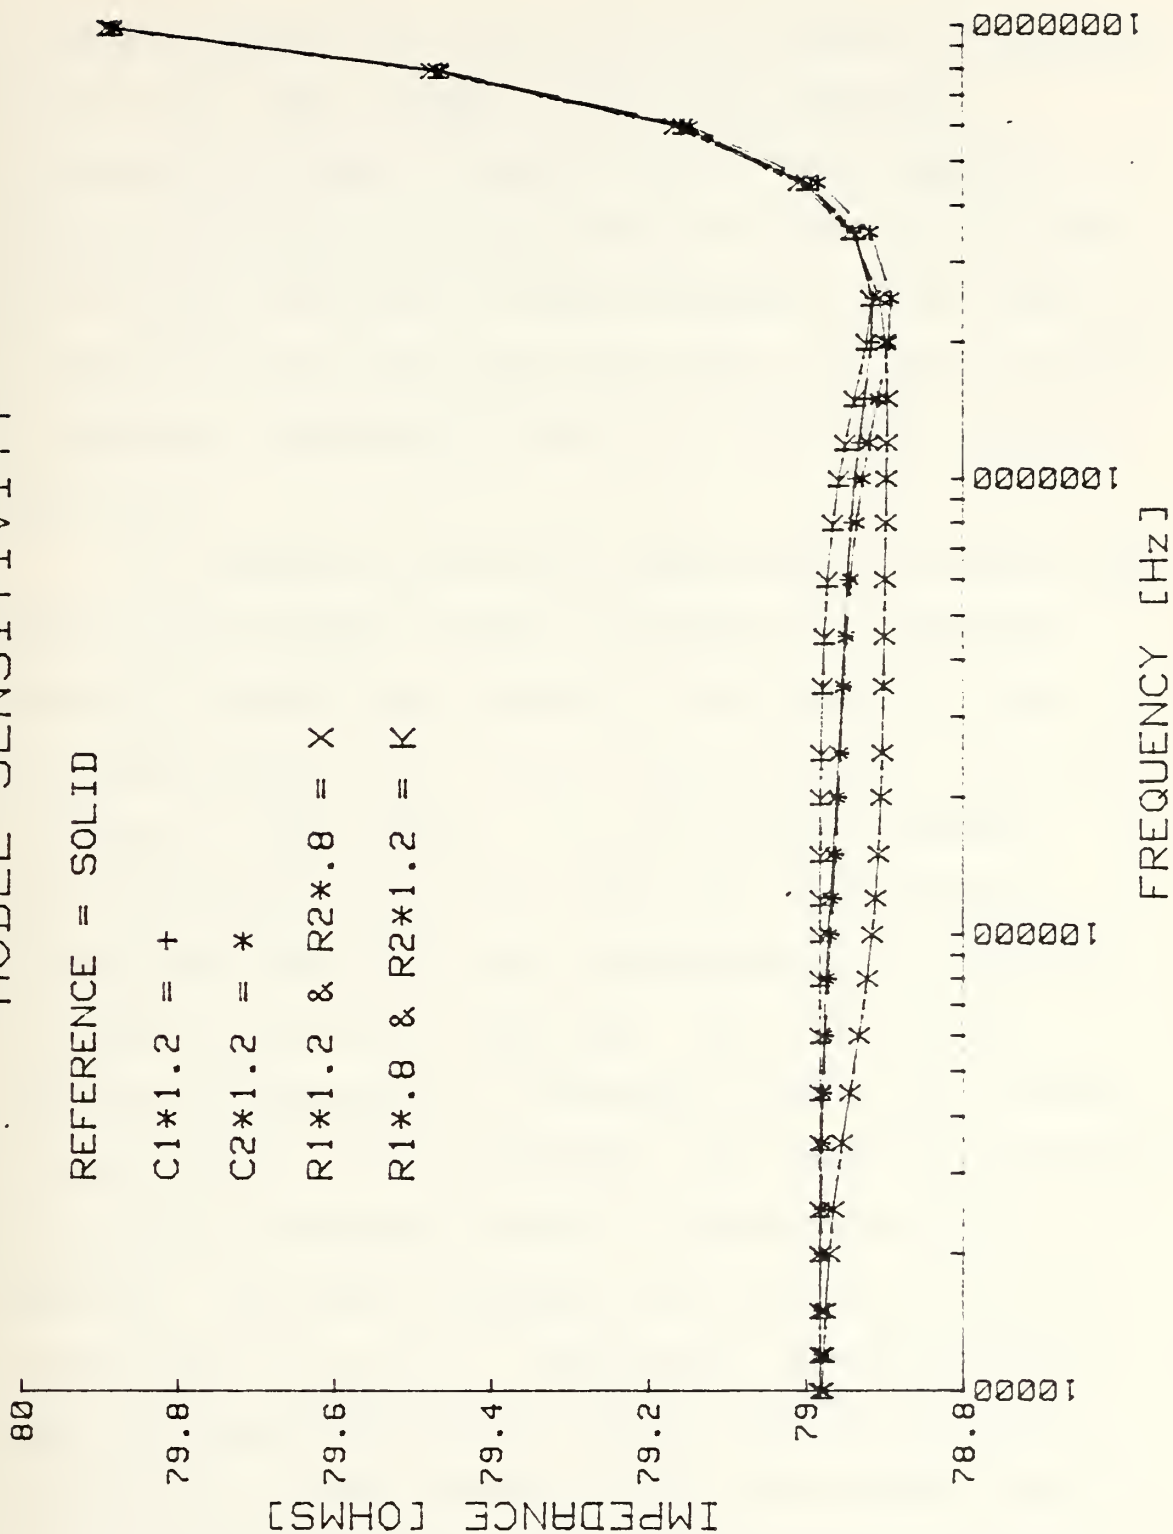 MODEL SENSITIVITY
REFERENCE = SOLID
C1*1.2 = +
C2*1.2 = *
R1*1.2 & R2*.8 = X
R1*.8 & R2*1.2 = K
IMPEDANCE [OHMS]
80
79.8
79.6
79.4
79.2
79
78.8
10000
100000
1000000
10000000
FREQUENCY [Hz]